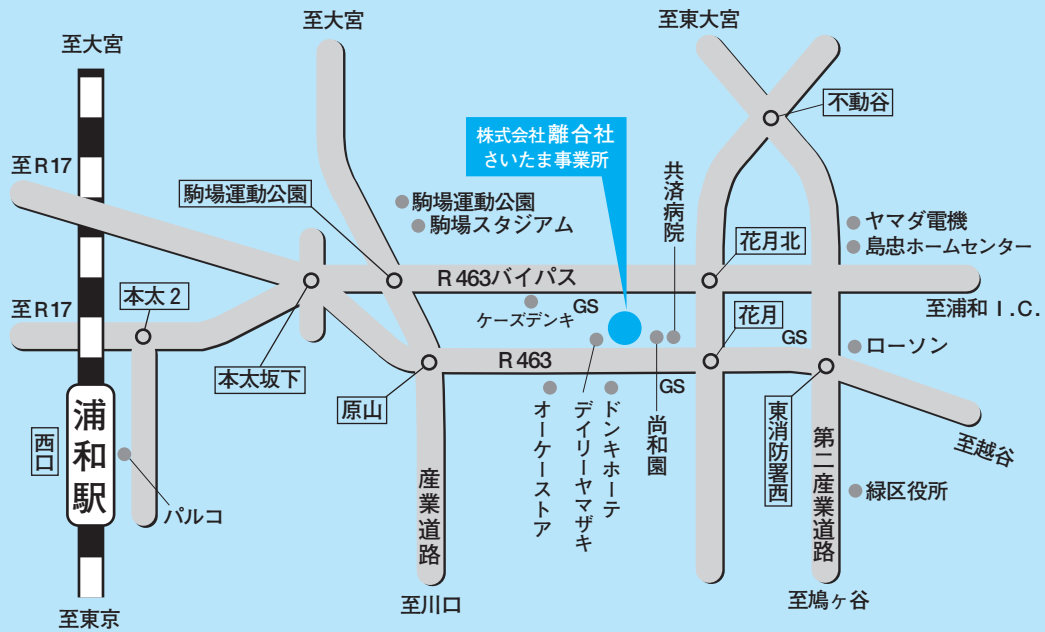 至大宮
至大宮
至東大宮
不動谷
株式会社離合社
さいたま事業所
至R17
駒場運動公園
駒場運動公園
駒場スタジアム
共済病院
ヤマダ電機
島忠ホームセンター
花月北
R463バイパス
至R17
本太2
ケーズデンキ
GS
花月
至浦和I.C.
GS
ローソン
本太坂下
R463
原山
GS
浦和駅
西口
パルコ
産業道路
オーケーストア
デイリーヤマザキ
ドンキホーテ
尚和園
東消防署西
第二産業道路
至越谷
緑区役所
至東京
至川口
至鳩ヶ谷